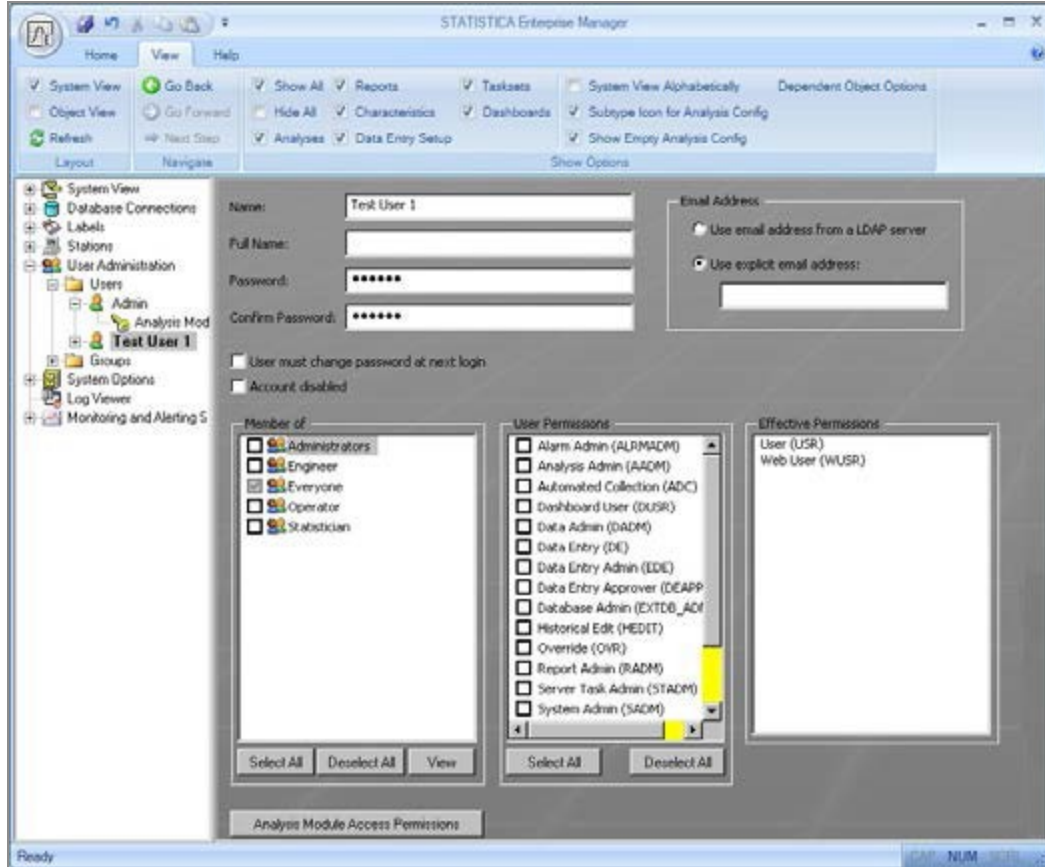 STATISTICA Enterprise Manager
Home View Help
System View Go Back Show All Reports Tasksets System View Alphabetically Dependent Object Options
Object View Go Forward Hide All Characteristics Dashboards Subtype Icon for Analysis Config
Refresh Next Step Analyses Data Entry Setup Show Empty Analysis Config
Layout Navigate Show Options
System View
Database Connections
Labels
Stations
User Administration
Users
Admin
Analysis Mod
Test User 1
Groups
System Options
Log Viewer
Monitoring and Alerting S
Name: Test User 1
Full Name:
Password: ••••••
Confirm Password: ••••••
Email Address
Use email address from a LDAP server
Use explicit email address:
User must change password at next login
Account disabled
Member of
Administrators
Engineer
Everyone
Operator
Statistician
Select All Deselect All View
User Permissions
Alarm Admin (ALRMADM)
Analysis Admin (AADM)
Automated Collection (ADC)
Dashboard User (DUSR)
Data Admin (DADM)
Data Entry (DE)
Data Entry Admin (EDE)
Data Entry Approver (DEAPP
Database Admin (EXTDB_ADM
Historical Edit (HEDIT)
Override (OVR)
Report Admin (RADM)
Server Task Admin (STADM)
System Admin (SADM)
Select All Deselect All
Effective Permissions
User (USR)
Web User (WUSR)
Analysis Module Access Permissions
Ready
CAP NUM SCRL